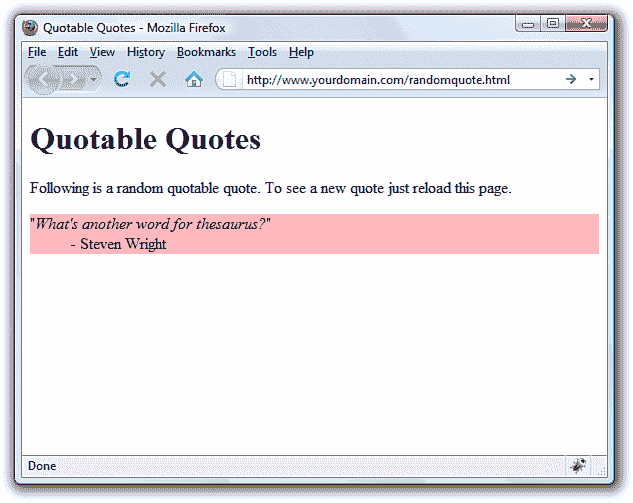 Quotable Quotes - Mozilla Firefox
File Edit View History Bookmarks Tools Help
http://www.yourdomain.com/randomquote.html
Quotable Quotes
Following is a random quotable quote. To see a new quote just reload this page.
"What's another word for thesaurus?"
- Steven Wright
Done